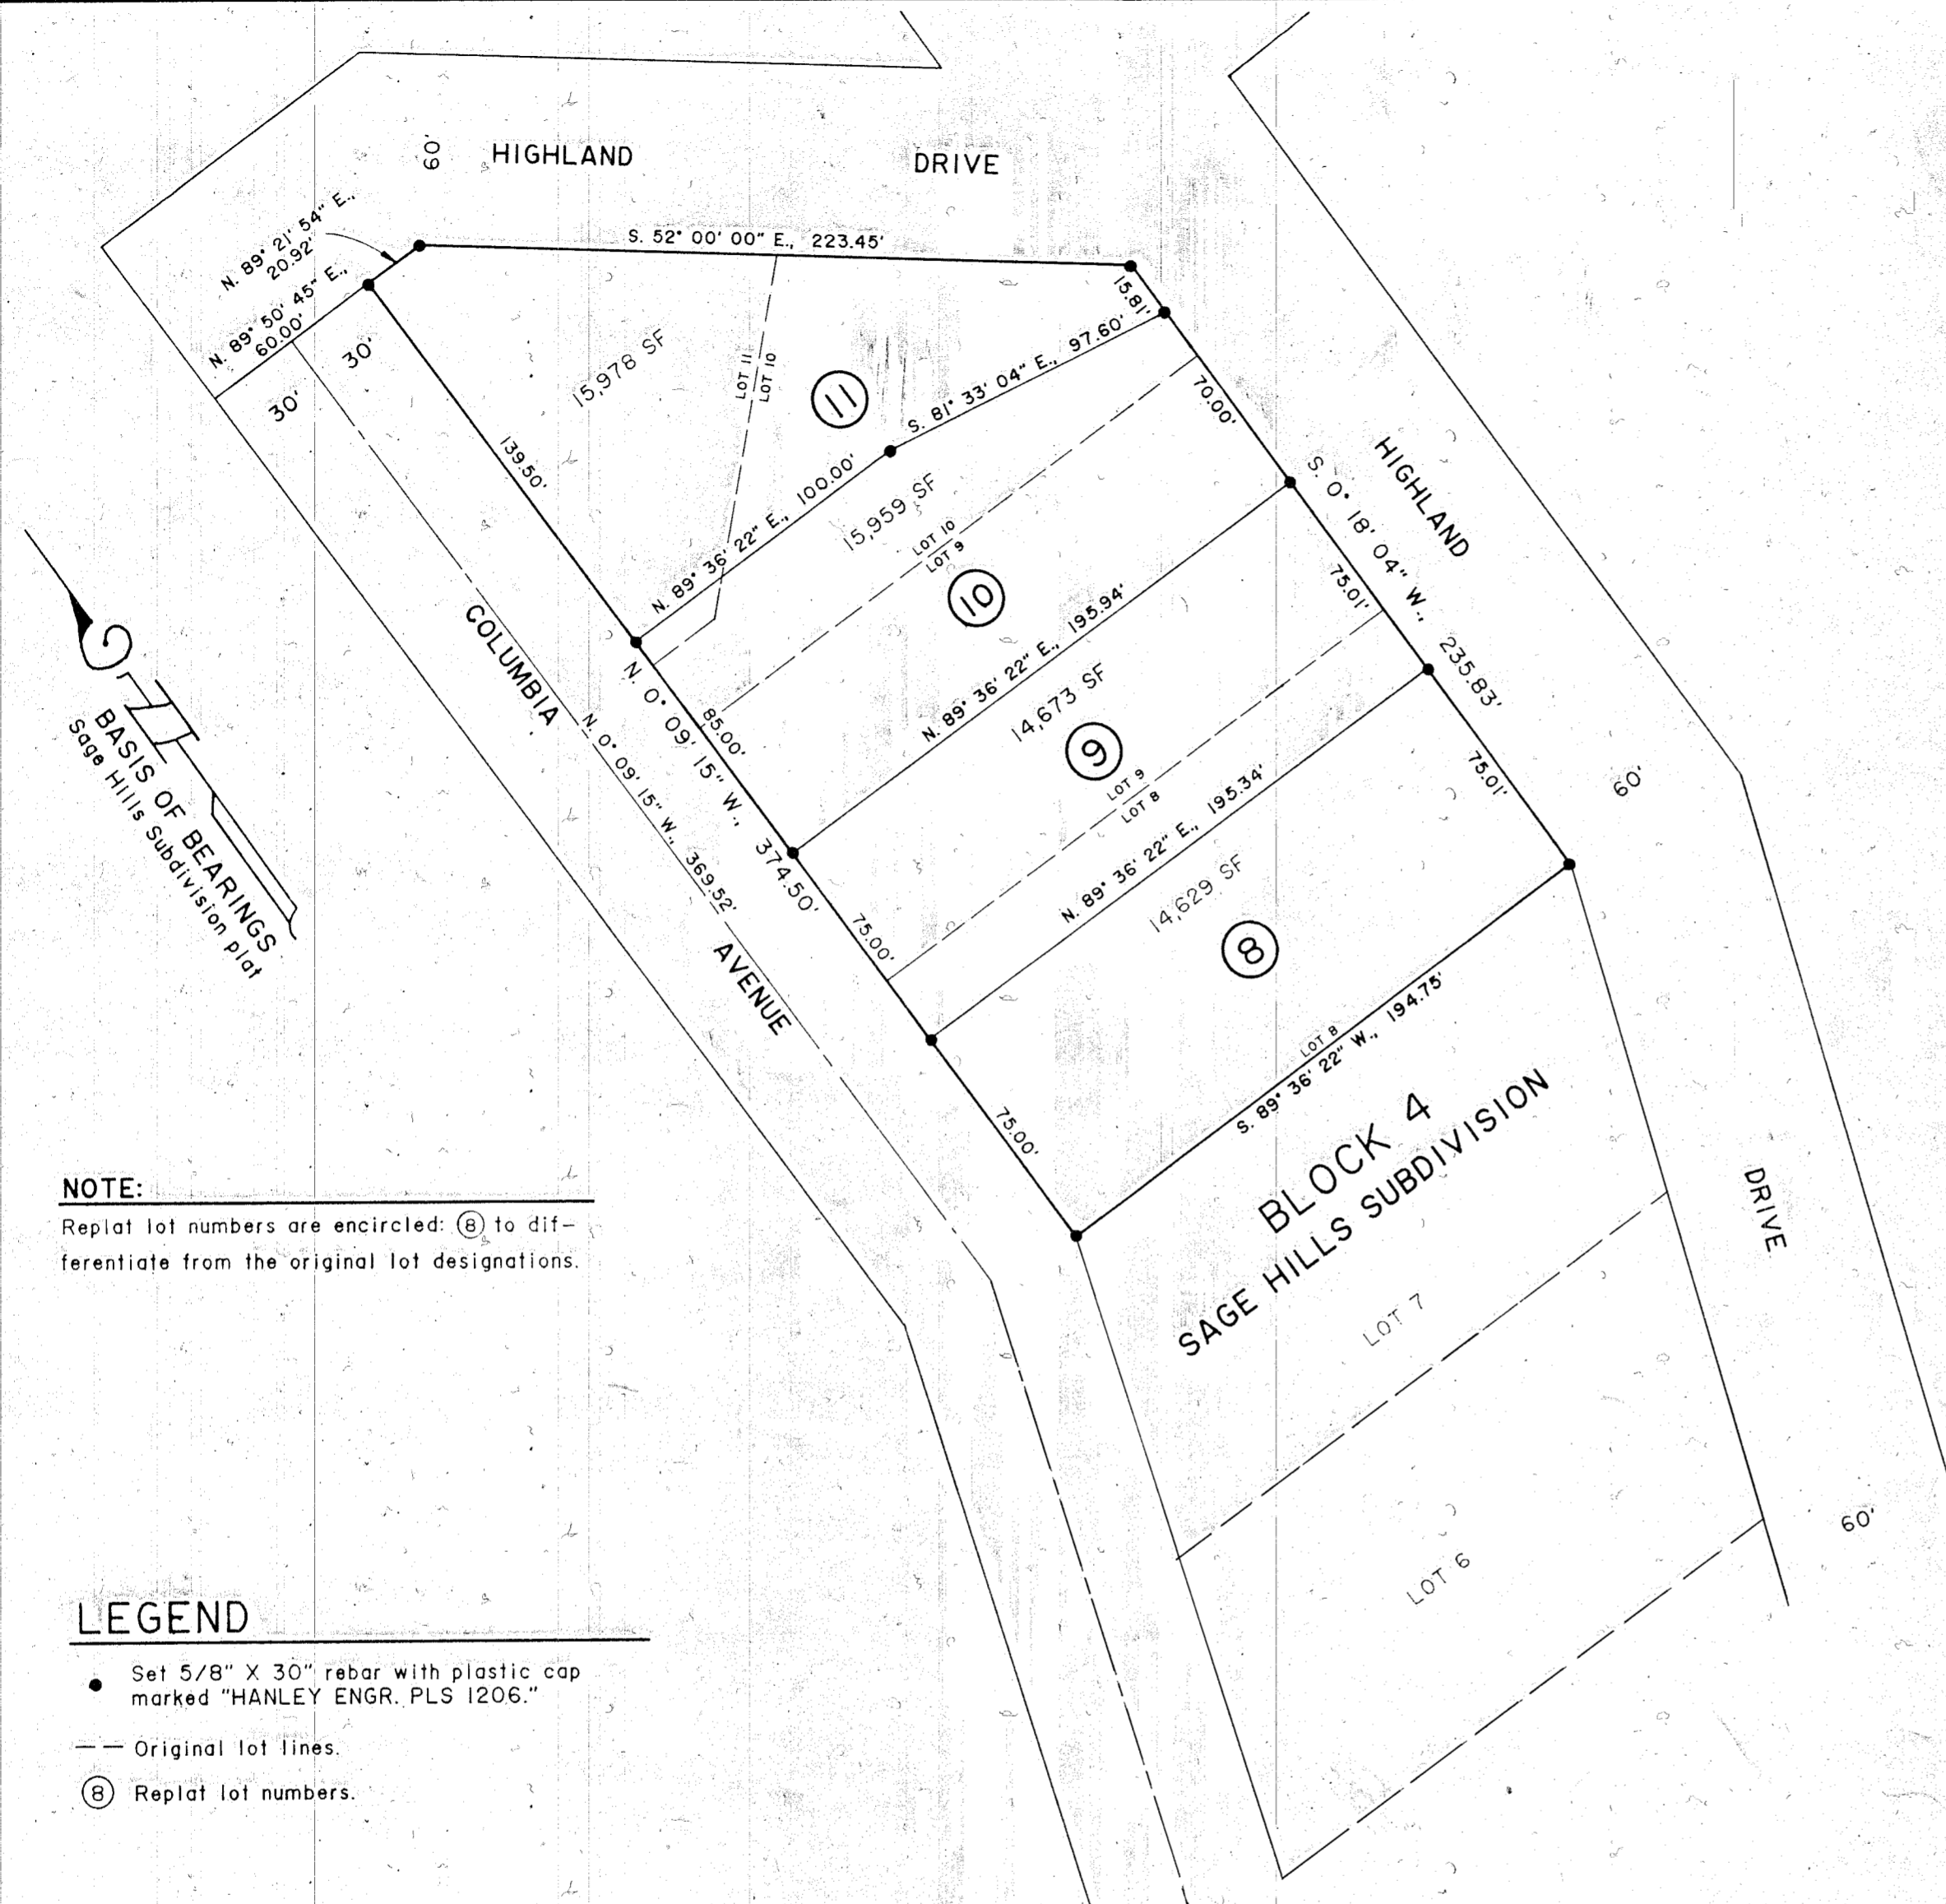 60'
HIGHLAND DRIVE
N. 89° 21' 54" E.,
20.92'
N. 89° 50' 45" E.,
60.00'
30'
30'
S. 52° 00' 00" E., 223.45'
15.81'
139.50'
15,978 SF
LOT 11
LOT 10
11
S. 81° 33' 04" E., 97.60'
N. 89° 36' 22" E., 100.00'
70.00'
15,959 SF
LOT 10
LOT 9
10
HIGHLAND
S. 0° 18' 04" W., 235.83'
75.01'
N. 89° 36' 22" E., 195.94'
COLUMBIA
N. 0° 09' 15" W., 374.50'
85.00'
N. 0° 09' 15" W., 369.52'
14,673 SF
9
LOT 9
LOT 8
N. 89° 36' 22" E., 195.34'
75.01'
60'
75.00'
14,629 SF
8
AVENUE
LOT 8
S. 89° 36' 22" W., 194.75'
75.00'
BLOCK 4
SAGE HILLS SUBDIVISION
DRIVE
LOT 7
LOT 6
60'
BASIS OF BEARINGS
Sage Hills Subdivision plat
NOTE:
Replat lot numbers are encircled: 8 to dif-
ferentiate from the original lot designations.
LEGEND
Set 5/8" X 30" rebar with plastic cap
marked "HANLEY ENGR. PLS 1206."
Original lot lines.
8 Replat lot numbers.